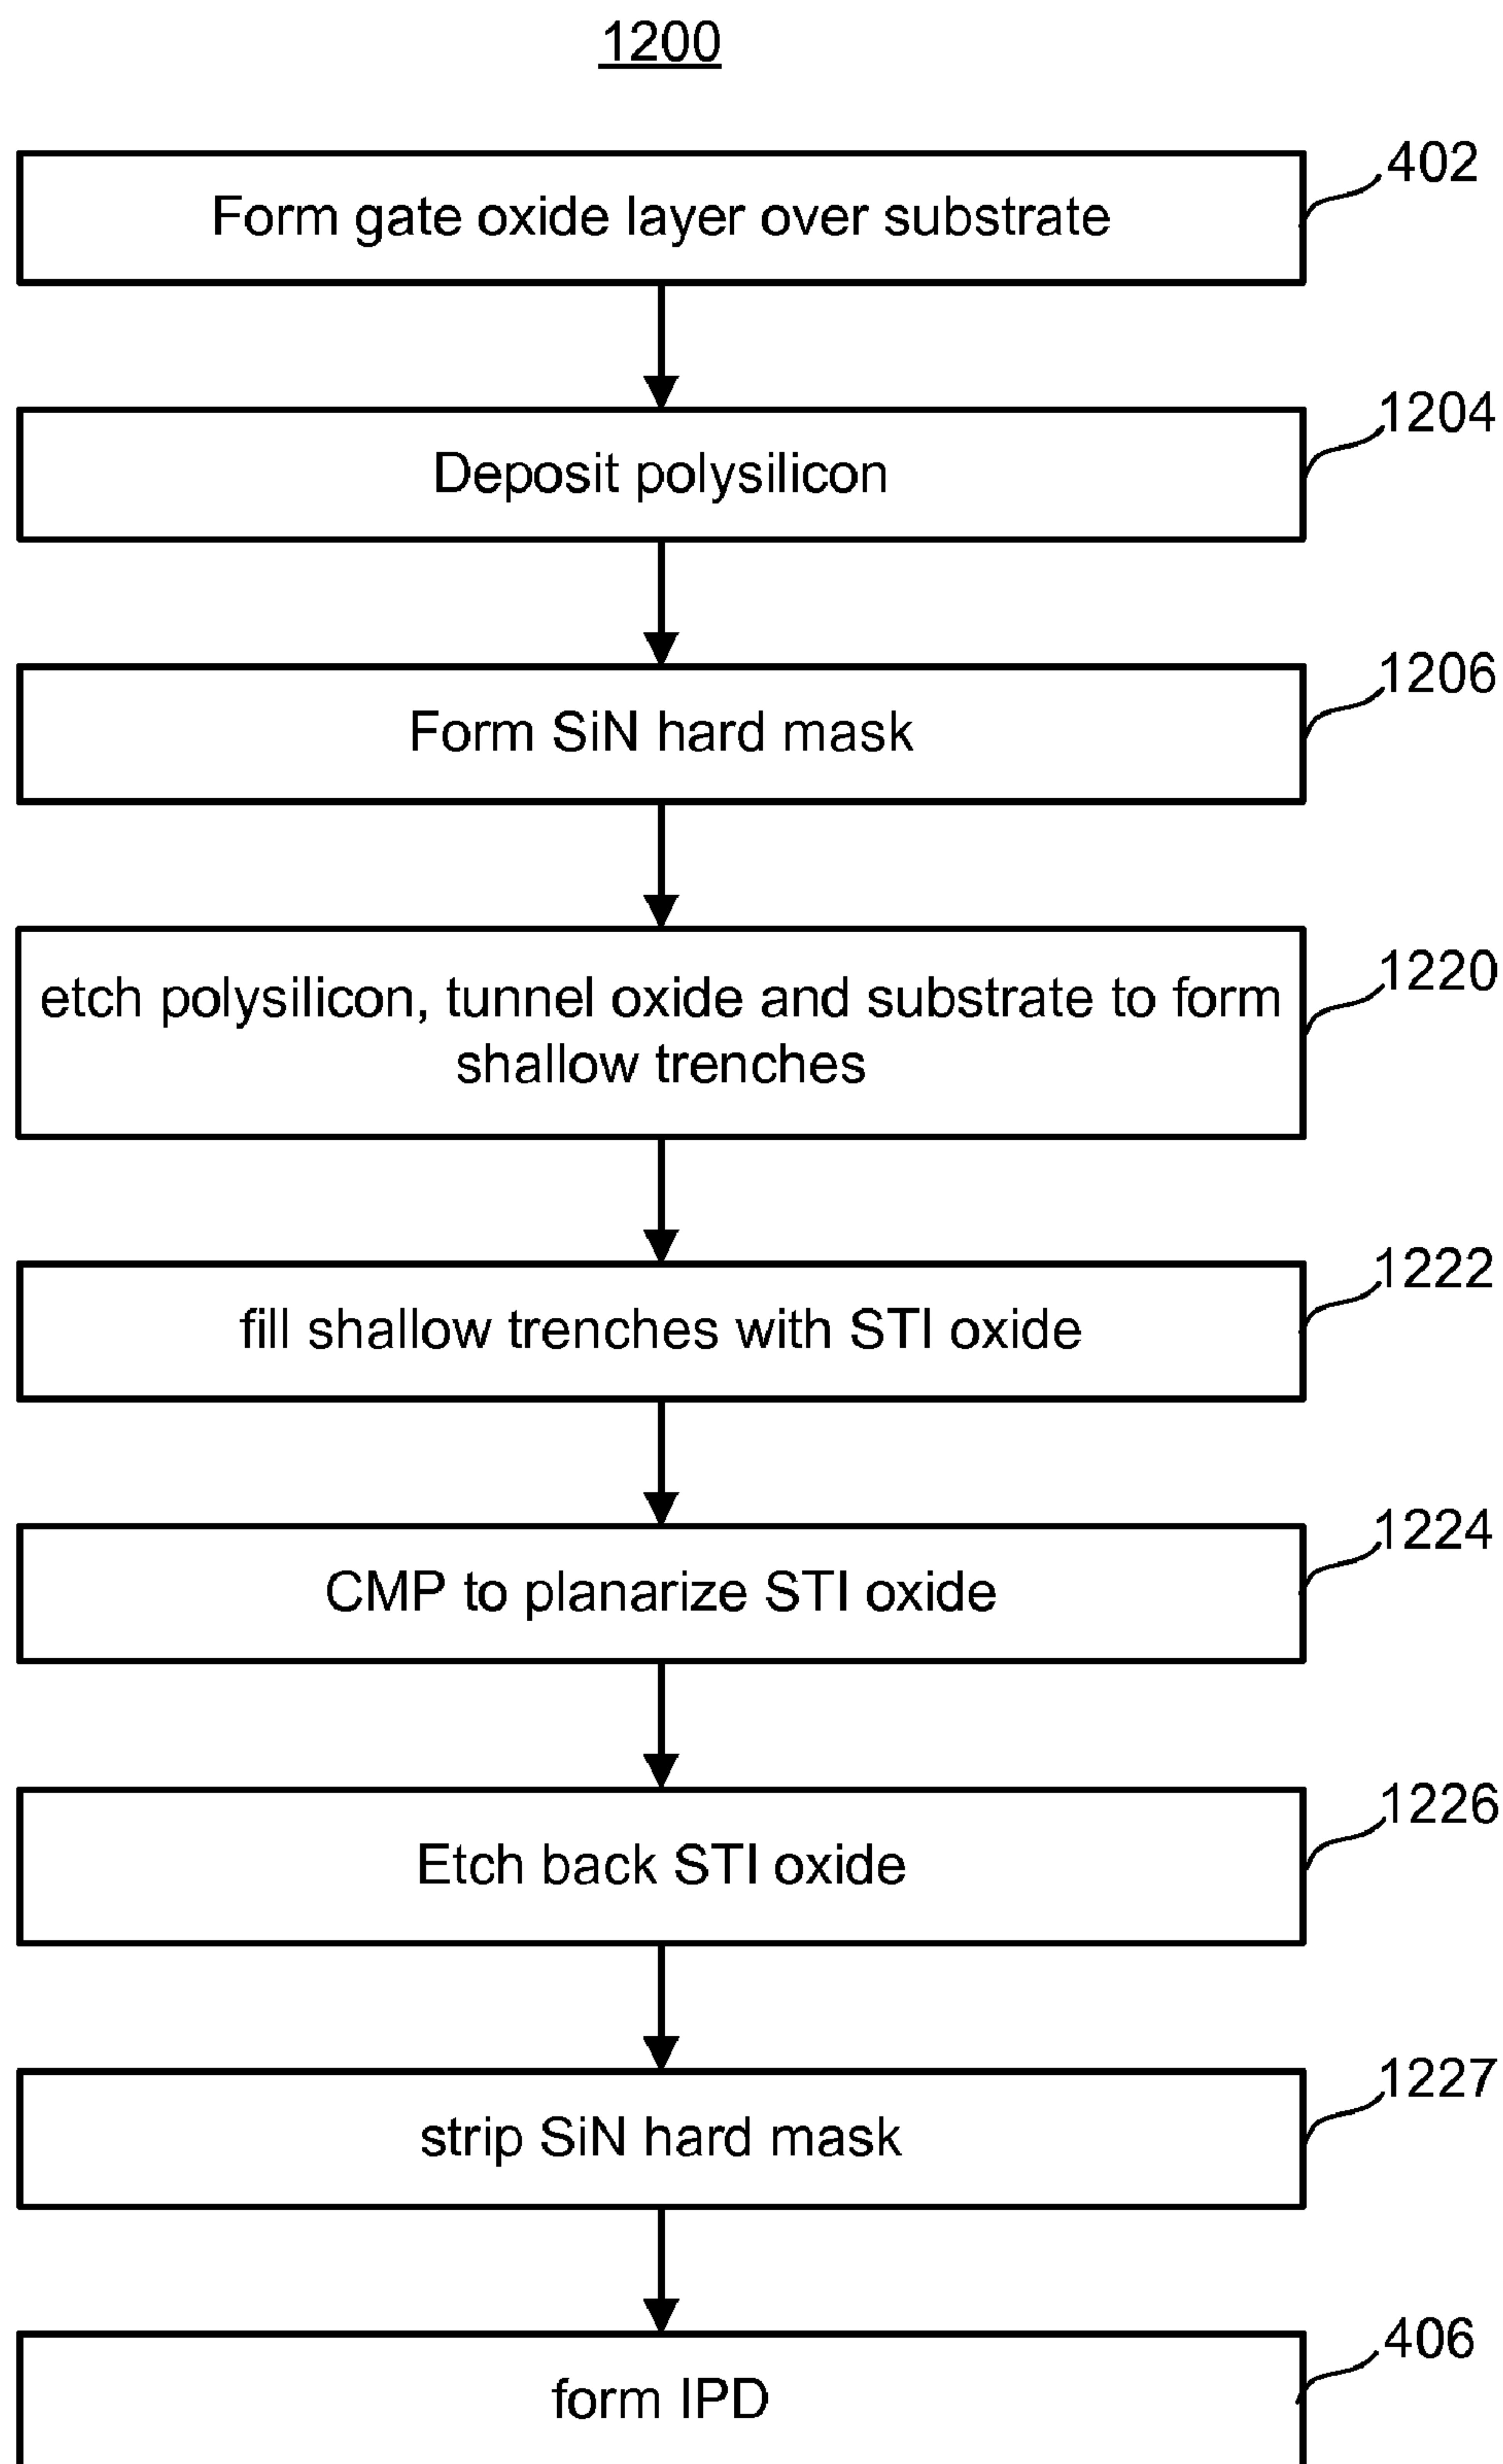 1200
402
Form gate oxide layer over substrate
1204
Deposit polysilicon
1206
Form SiN hard mask
1220
etch polysilicon, tunnel oxide and substrate to form
shallow trenches
1222
fill shallow trenches with STI oxide
1224
CMP to planarize STI oxide
1226
Etch back STI oxide
1227
strip SiN hard mask
406
form IPD